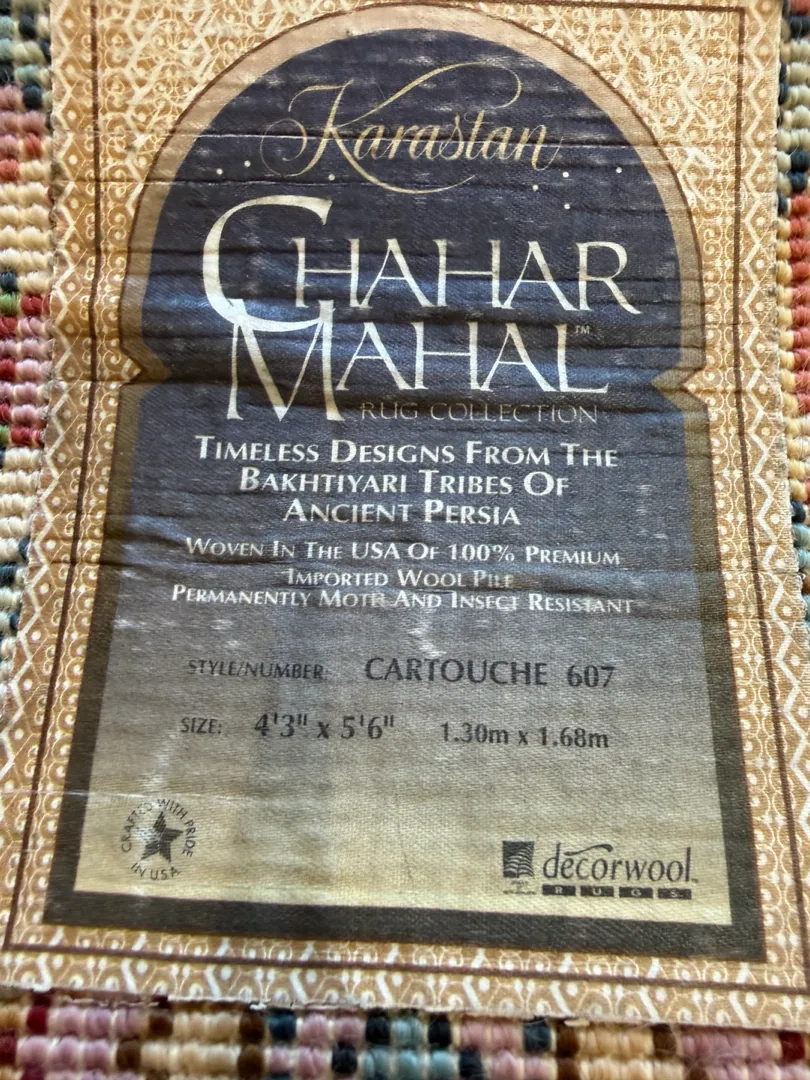 Karastan
CHAHAR
MAHAL™
RUG COLLECTION
TIMELESS DESIGNS FROM THE
BAKHTIYARI TRIBES OF
ANCIENT PERSIA
WOVEN IN THE USA OF 100% PREMIUM
IMPORTED WOOL PILE
PERMANENTLY MOTH AND INSECT RESISTANT
STYLE/NUMBER: CARTOUCHE 607
SIZE: 4'3" x 5'6" 1.30m x 1.68m
CRAFTED WITH PRIDE
IN USA
décorwool
RUGS